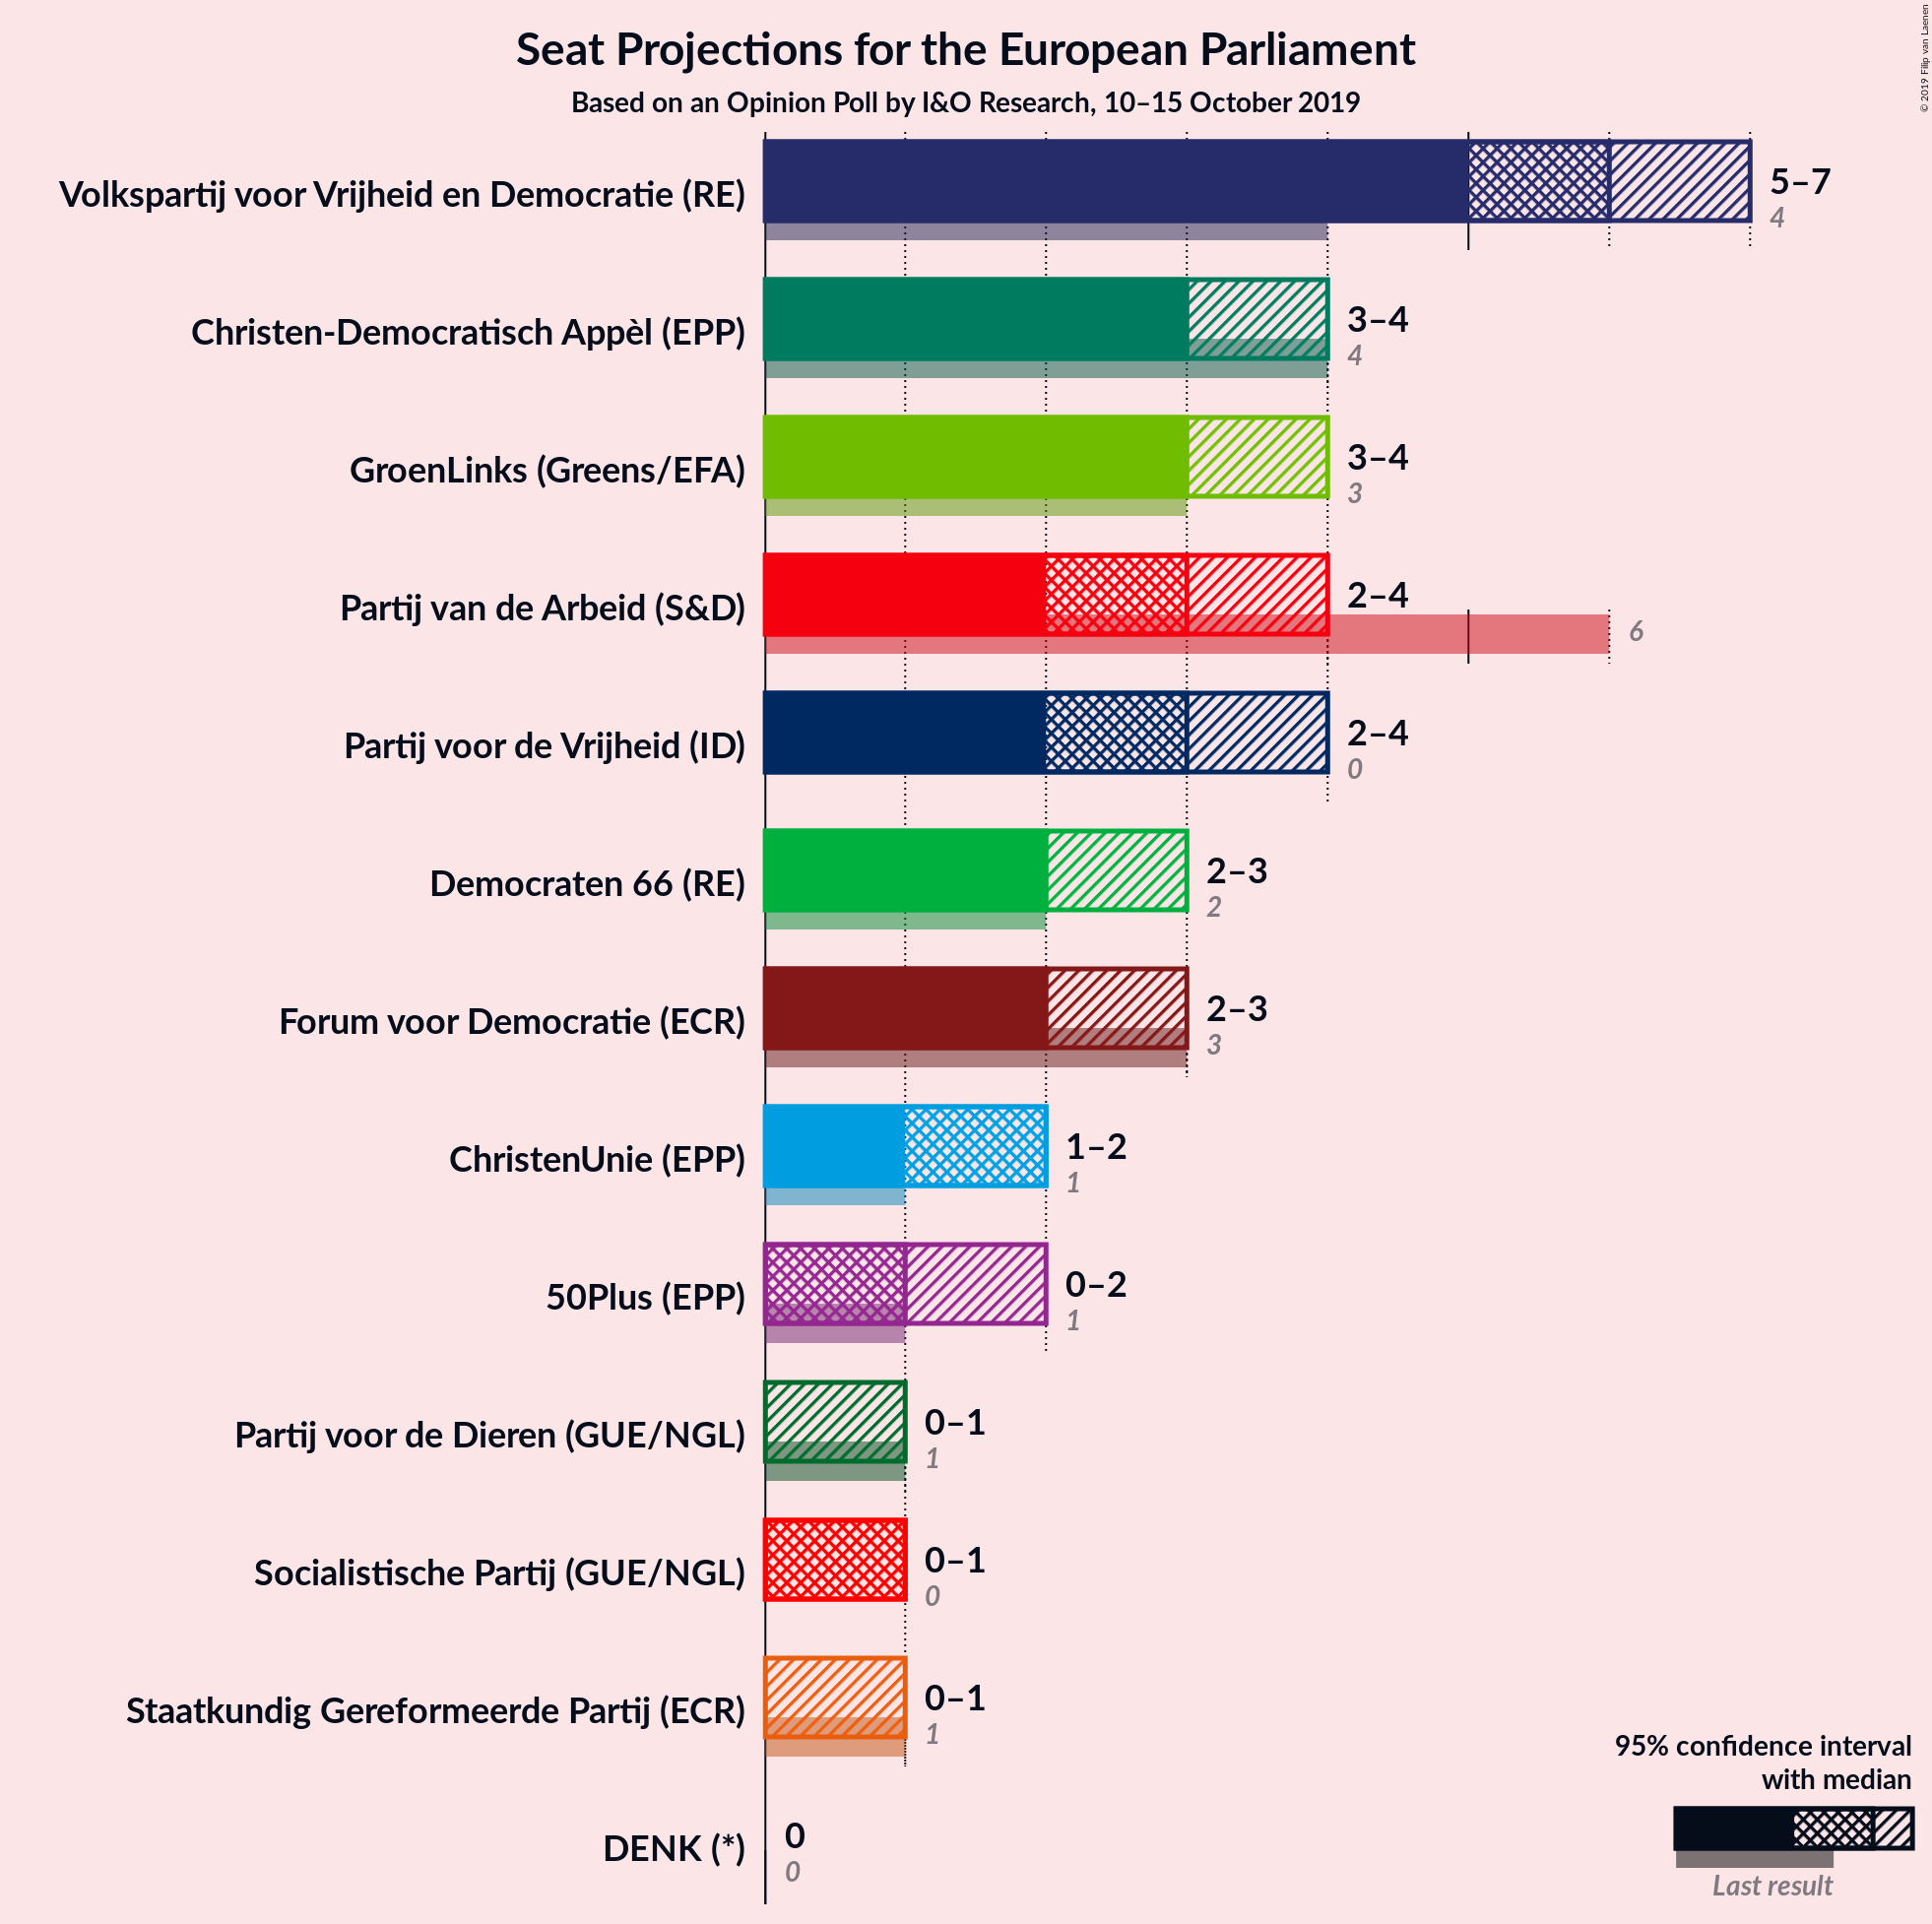 Seat Projections for the European Parliament
Based on an Opinion Poll by I&O Research, 10–15 October 2019
© 2019 Filip van Laenen
Volkspartij voor Vrijheid en Democratie (RE)
5–7
4
Christen-Democratisch Appèl (EPP)
3–4
4
GroenLinks (Greens/EFA)
3–4
3
Partij van de Arbeid (S&D)
2–4
6
Partij voor de Vrijheid (ID)
2–4
0
Democraten 66 (RE)
2–3
2
Forum voor Democratie (ECR)
2–3
3
ChristenUnie (EPP)
1–2
1
50Plus (EPP)
0–2
1
Partij voor de Dieren (GUE/NGL)
0–1
1
Socialistische Partij (GUE/NGL)
0–1
0
Staatkundig Gereformeerde Partij (ECR)
0–1
1
DENK (*)
0
0
95% confidence interval
with median
Last result